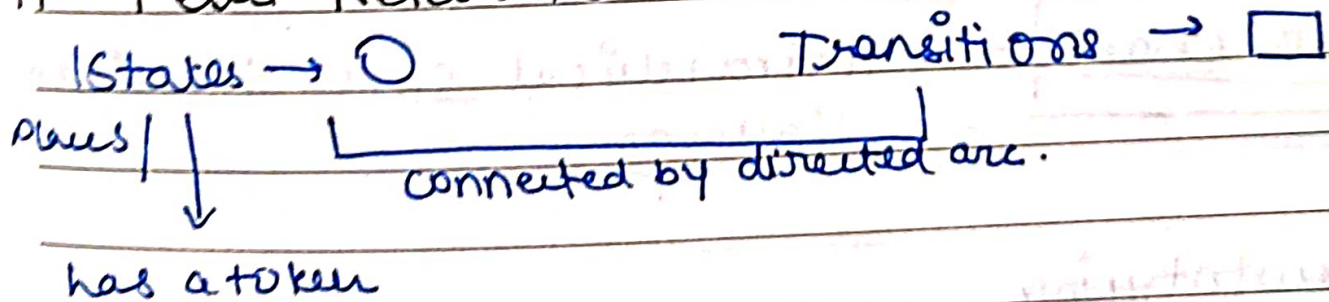 States → ○ Transitions → □
Places/
connected by directed arc.
has a token